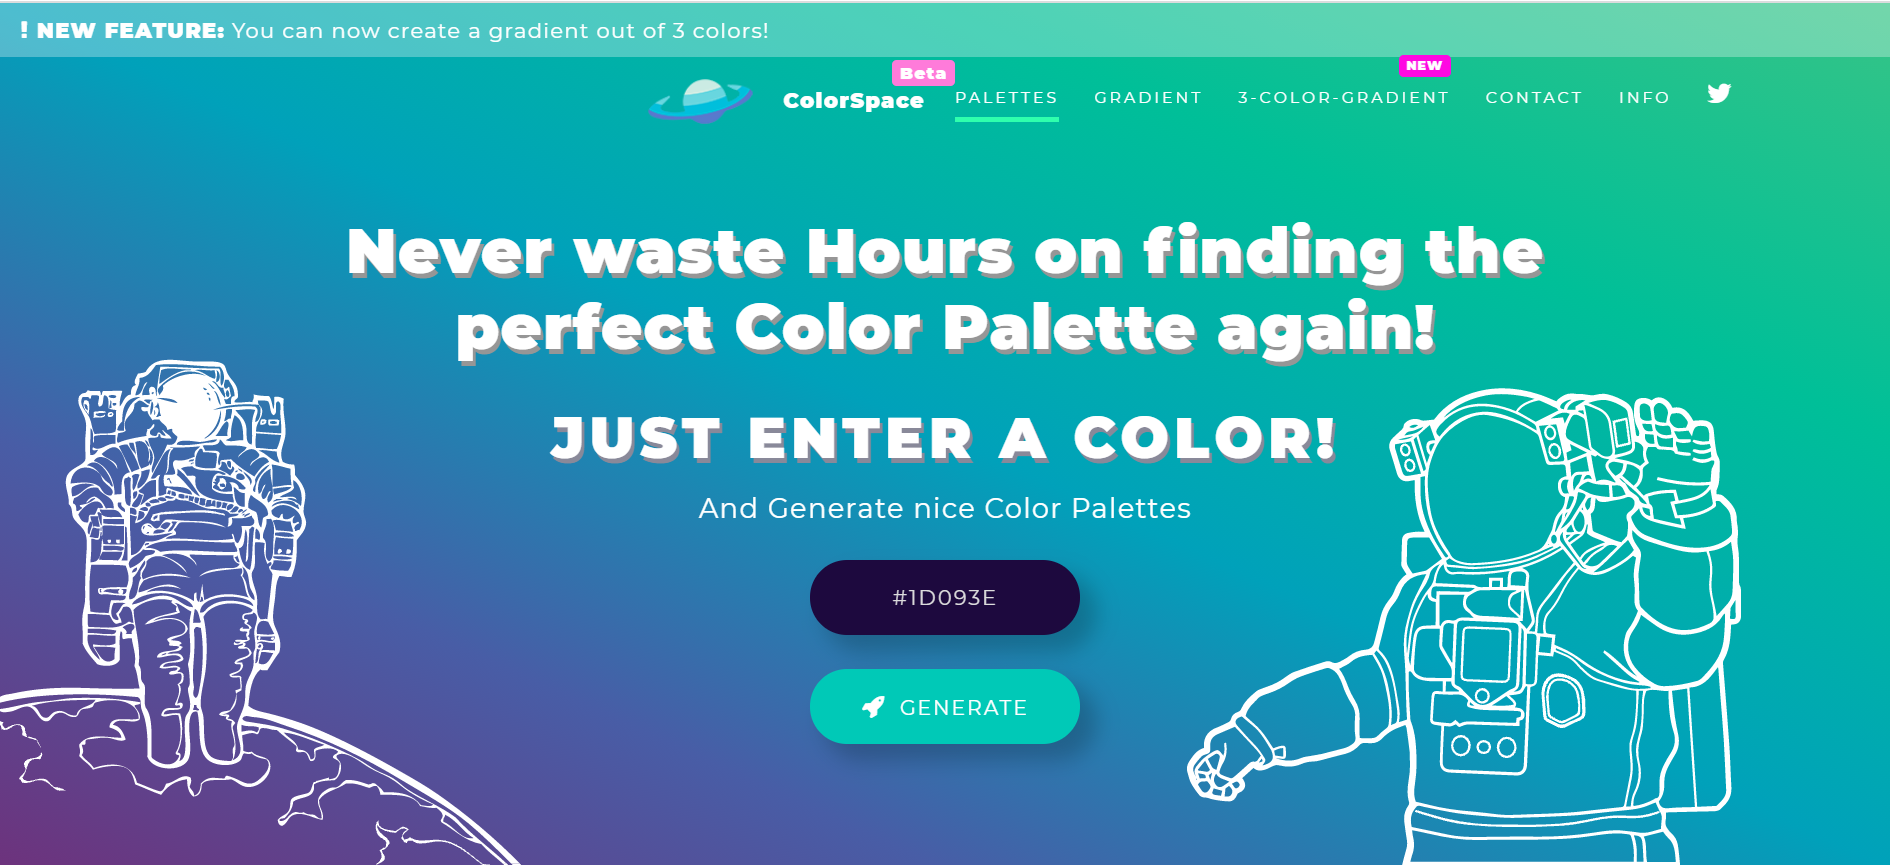 ! NEW FEATURE: You can now create a gradient out of 3 colors!
Beta
NEW
ColorSpace PALETTES GRADIENT 3-COLOR-GRADIENT CONTACT INFO
Never waste Hours on finding the
perfect Color Palette again!
JUST ENTER A COLOR!
And Generate nice Color Palettes
#1D093E
GENERATE